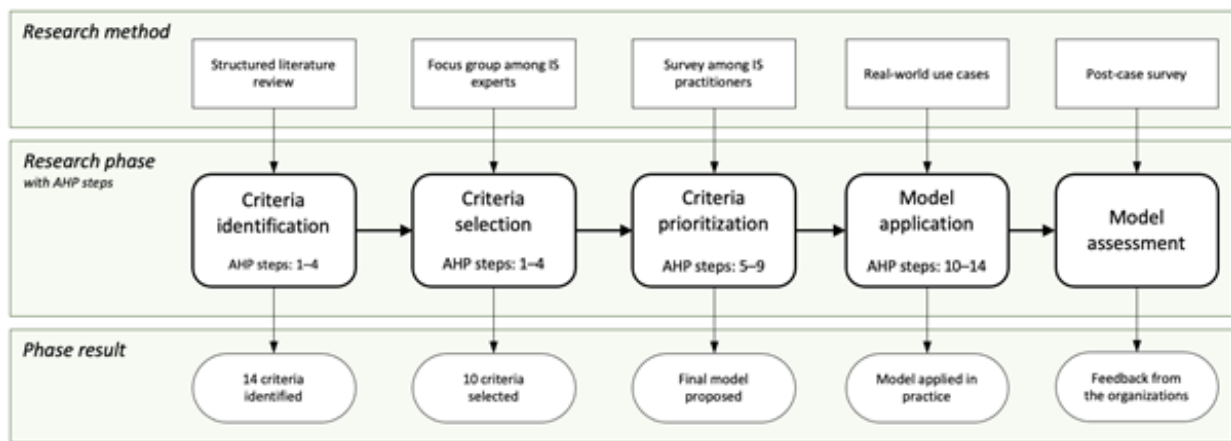 Research method
Structured literature
review
Focus group among IS
experts
Survey among IS
practitioners
Real-world use cases
Post-case survey
Research phase
with AHP steps
Criteria
identification
AHP steps: 1–4
Criteria
selection
AHP steps: 1–4
Criteria
prioritization
AHP steps: 5–9
Model
application
AHP steps: 10–14
Model
assessment
Phase result
14 criteria
identified
10 criteria
selected
Final model
proposed
Model applied in
practice
Feedback from
the organizations